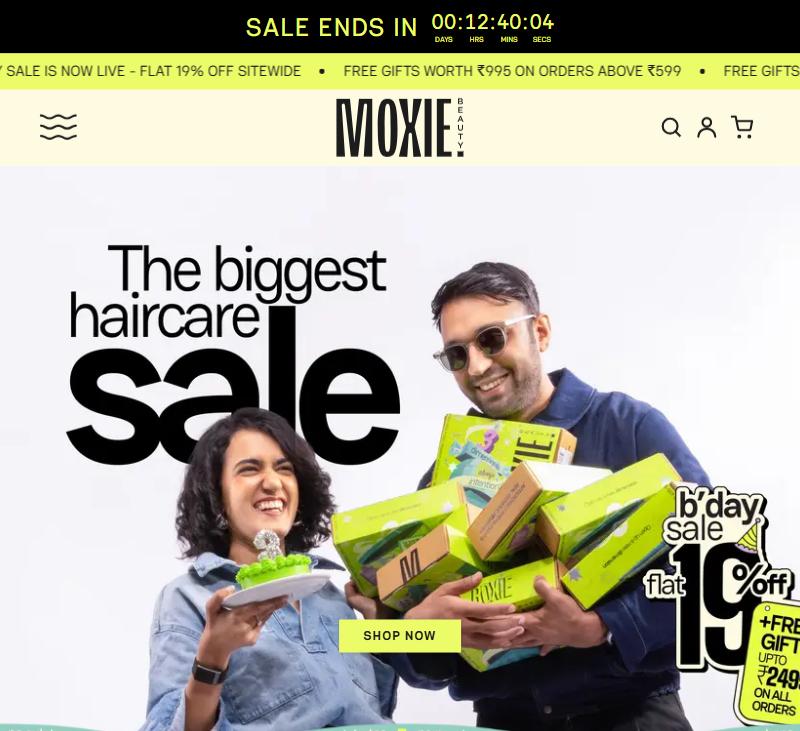 SALE ENDS IN 00:12:40:04
DAYS HRS MINS SECS
SALE IS NOW LIVE - FLAT 19% OFF SITEWIDE • FREE GIFTS WORTH ₹995 ON ORDERS ABOVE ₹599 • FREE GIFTS
MOXIE
BEAUTY
The biggest
haircare
sale
MOXIE
M
b'day
sale
flat 19% off
+FRE
GIFT
UPTO
₹249
ON ALL
ORDERS
SHOP NOW